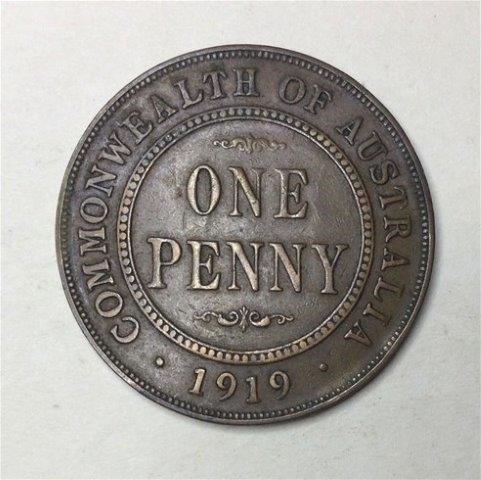 COMMONWEALTH OF AUSTRALIA
ONE
PENNY
· 1919 ·